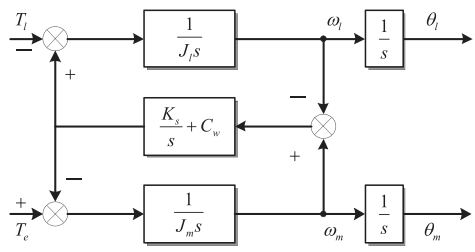 T_l
−
+
1
J_l s
ω_l
1
s
θ_l
−
K_s
s
+ C_w
+
−
+
T_e
1
J_m s
ω_m
1
s
θ_m